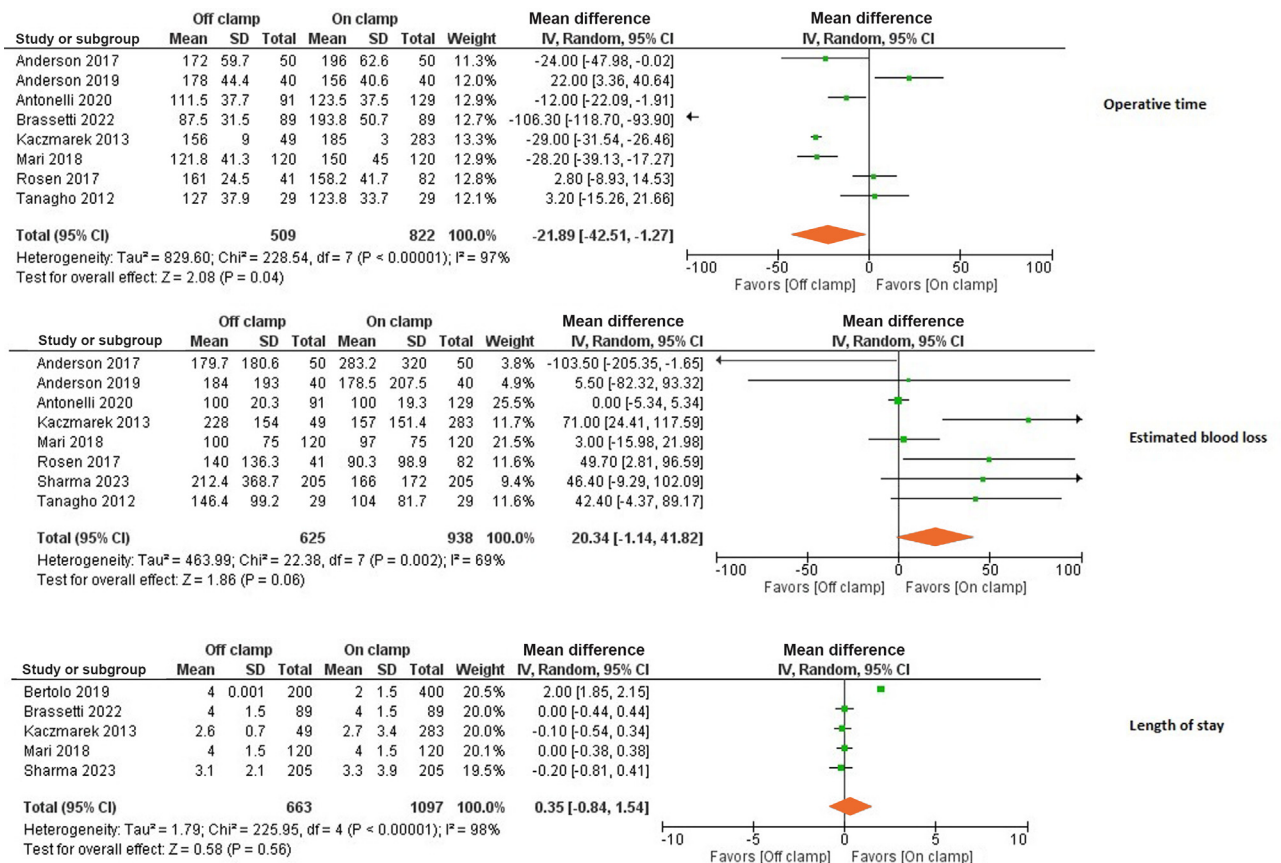 Off clamp On clamp Mean difference Mean difference
Study or subgroup Mean SD Total Mean SD Total Weight IV, Random, 95% CI IV, Random, 95% CI
Anderson 2017 172 59.7 50 196 62.6 50 11.3% -24.00 [-47.98, -0.02]
Anderson 2019 178 44.4 40 156 40.6 40 12.0% 22.00 [3.36, 40.64]
Antonelli 2020 111.5 37.7 91 123.5 37.5 129 12.9% -12.00 [-22.09, -1.91]
Operative time
Brassetti 2022 87.5 31.5 89 193.8 50.7 89 12.7% -106.30 [-118.70, -93.90]
Kaczmarek 2013 156 9 49 185 3 283 13.3% -29.00 [-31.54, -26.46]
Mari 2018 121.8 41.3 120 150 45 120 12.9% -28.20 [-39.13, -17.27]
Rosen 2017 161 24.5 41 158.2 41.7 82 12.8% 2.80 [-8.93, 14.53]
Tanagho 2012 127 37.9 29 123.8 33.7 29 12.1% 3.20 [-15.26, 21.66]
Total (95% CI) 509 822 100.0% -21.89 [-42.51, -1.27]
Heterogeneity: Tau² = 829.60; Chi² = 228.54, df = 7 (P < 0.00001); I² = 97%
Test for overall effect: Z = 2.08 (P = 0.04)
-100 -50 0 50 100
Favors [Off clamp] Favors [On clamp]
Off clamp On clamp Mean difference Mean difference
Study or subgroup Mean SD Total Mean SD Total Weight IV, Random, 95% CI IV, Random, 95% CI
Anderson 2017 179.7 180.6 50 283.2 320 50 3.8% -103.50 [-205.35, -1.65]
Anderson 2019 184 193 40 178.5 207.5 40 4.9% 5.50 [-82.32, 93.32]
Antonelli 2020 100 20.3 91 100 19.3 129 25.5% 0.00 [-5.34, 5.34]
Kaczmarek 2013 228 154 49 157 151.4 283 11.7% 71.00 [24.41, 117.59]
Mari 2018 100 75 120 97 75 120 21.5% 3.00 [-15.98, 21.98]
Estimated blood loss
Rosen 2017 140 136.3 41 90.3 98.9 82 11.6% 49.70 [2.81, 96.59]
Sharma 2023 212.4 368.7 205 166 172 205 9.4% 46.40 [-9.29, 102.09]
Tanagho 2012 146.4 99.2 29 104 81.7 29 11.6% 42.40 [-4.37, 89.17]
Total (95% CI) 625 938 100.0% 20.34 [-1.14, 41.82]
Heterogeneity: Tau² = 463.99; Chi² = 22.38, df = 7 (P = 0.002); I² = 69%
Test for overall effect: Z = 1.86 (P = 0.06)
-100 -50 0 50 100
Favors [Off clamp] Favors [On clamp]
Off clamp On clamp Mean difference Mean difference
Study or subgroup Mean SD Total Mean SD Total Weight IV, Random, 95% CI IV, Random, 95% CI
Bertolo 2019 4 0.001 200 2 1.5 400 20.5% 2.00 [1.85, 2.15]
Brassetti 2022 4 1.5 89 4 1.5 89 20.0% 0.00 [-0.44, 0.44]
Kaczmarek 2013 2.6 0.7 49 2.7 3.4 283 20.0% -0.10 [-0.54, 0.34]
Length of stay
Mari 2018 4 1.5 120 4 1.5 120 20.1% 0.00 [-0.38, 0.38]
Sharma 2023 3.1 2.1 205 3.3 3.9 205 19.5% -0.20 [-0.81, 0.41]
Total (95% CI) 663 1097 100.0% 0.35 [-0.84, 1.54]
Heterogeneity: Tau² = 1.79; Chi² = 225.95, df = 4 (P < 0.00001); I² = 98%
Test for overall effect: Z = 0.58 (P = 0.56)
-10 -5 0 5 10
Favors [Off clamp] Favors [On clamp]